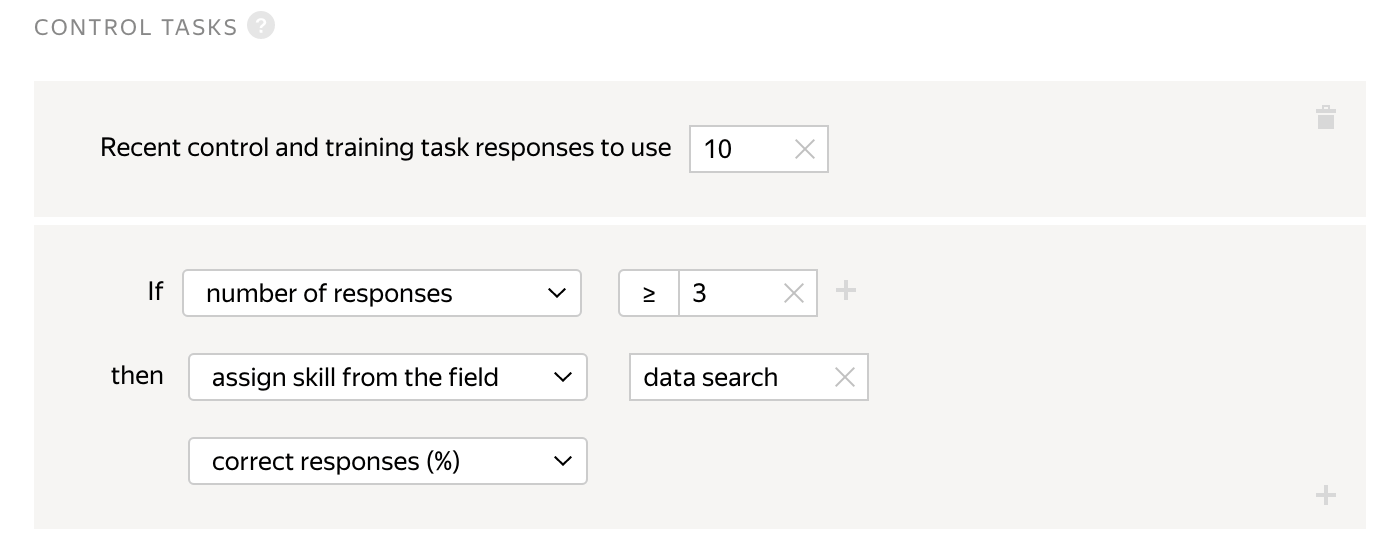 CONTROL TASKS ?
Recent control and training task responses to use 10
If number of responses ≥ 3
then assign skill from the field data search
correct responses (%)